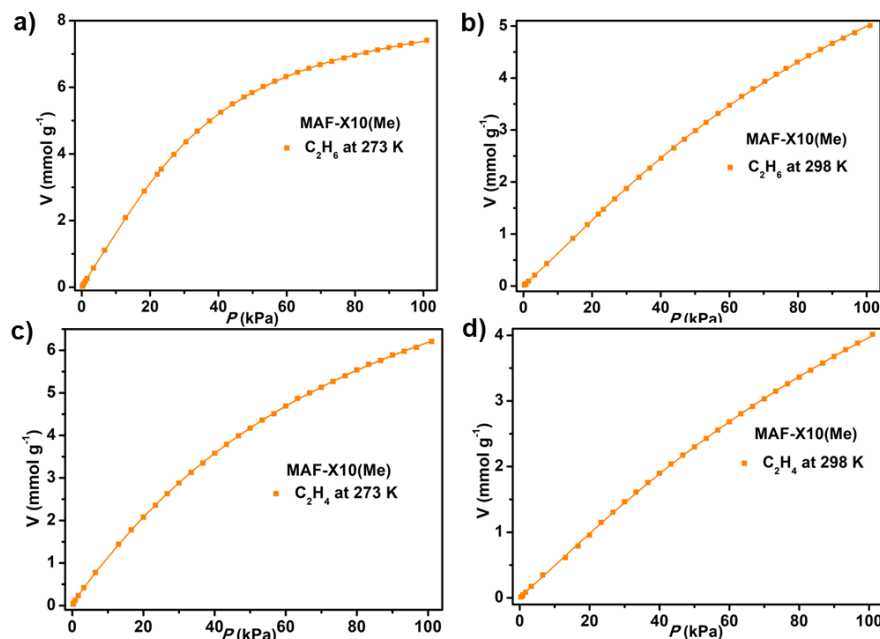 a)
8
6
4
2
0
V (mmol g⁻¹)
MAF-X10(Me)
C₂H₆ at 273 K
0 20 40 60 80 100
P (kPa)
b)
5
4
3
2
1
0
V (mmol g⁻¹)
MAF-X10(Me)
C₂H₆ at 298 K
0 20 40 60 80 100
P (kPa)
c)
6
5
4
3
2
1
0
V (mmol g⁻¹)
MAF-X10(Me)
C₂H₄ at 273 K
0 20 40 60 80 100
P (kPa)
d)
4
3
2
1
0
V (mmol g⁻¹)
MAF-X10(Me)
C₂H₄ at 298 K
0 20 40 60 80 100
P (kPa)